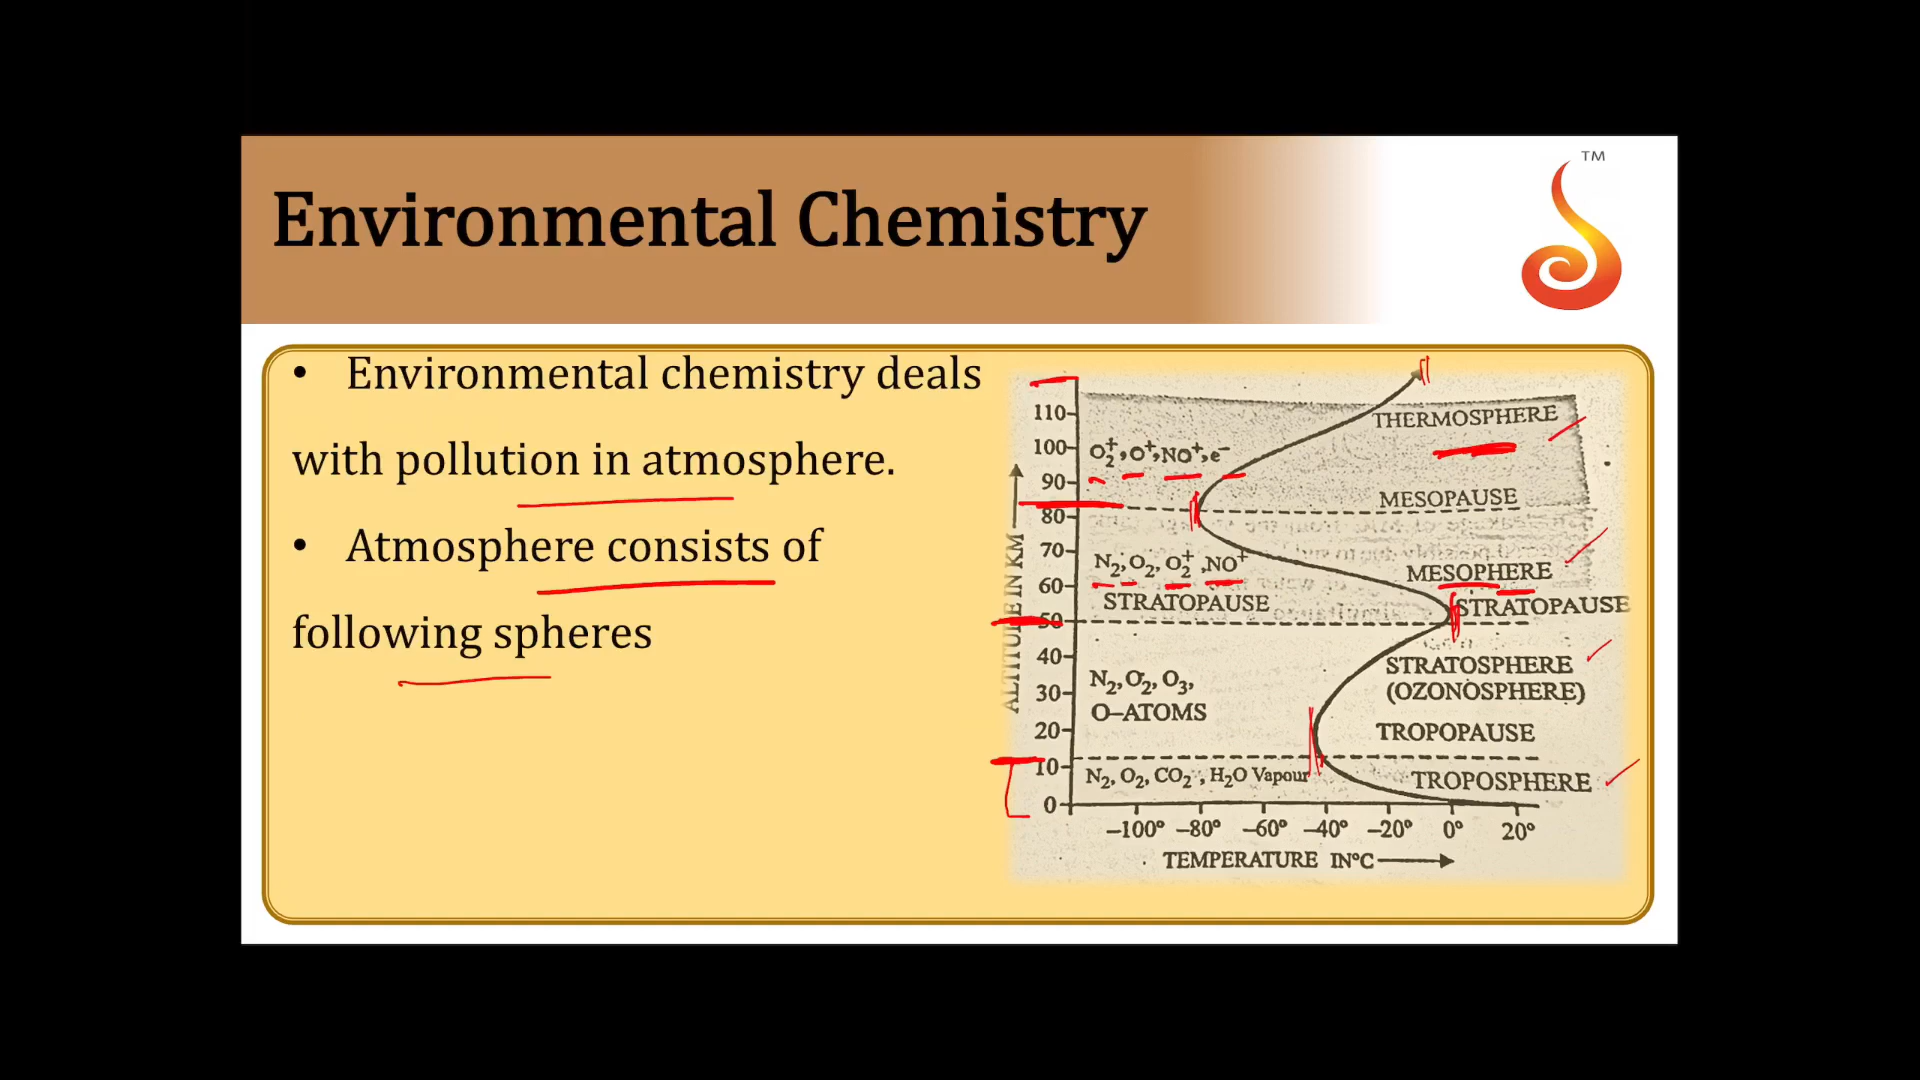 TM
Environmental Chemistry
• Environmental chemistry deals
with pollution in atmosphere.
• Atmosphere consists of
following spheres
110
THERMOSPHERE
100
O₂⁺, O⁺, NO⁺, e⁻
90
MESOPAUSE
80
70
N₂, O₂, O₂⁺, NO⁺
MESOPHERE
60
STRATOPAUSE
STRATOPAUSE
50
ALTITUDE IN KM
40
STRATOSPHERE
(OZONOSPHERE)
N₂, O₂, O₃,
O–ATOMS
30
20
TROPOPAUSE
10
N₂, O₂, CO₂, H₂O Vapour
TROPOSPHERE
0
–100° –80° –60° –40° –20° 0° 20°
TEMPERATURE IN°C